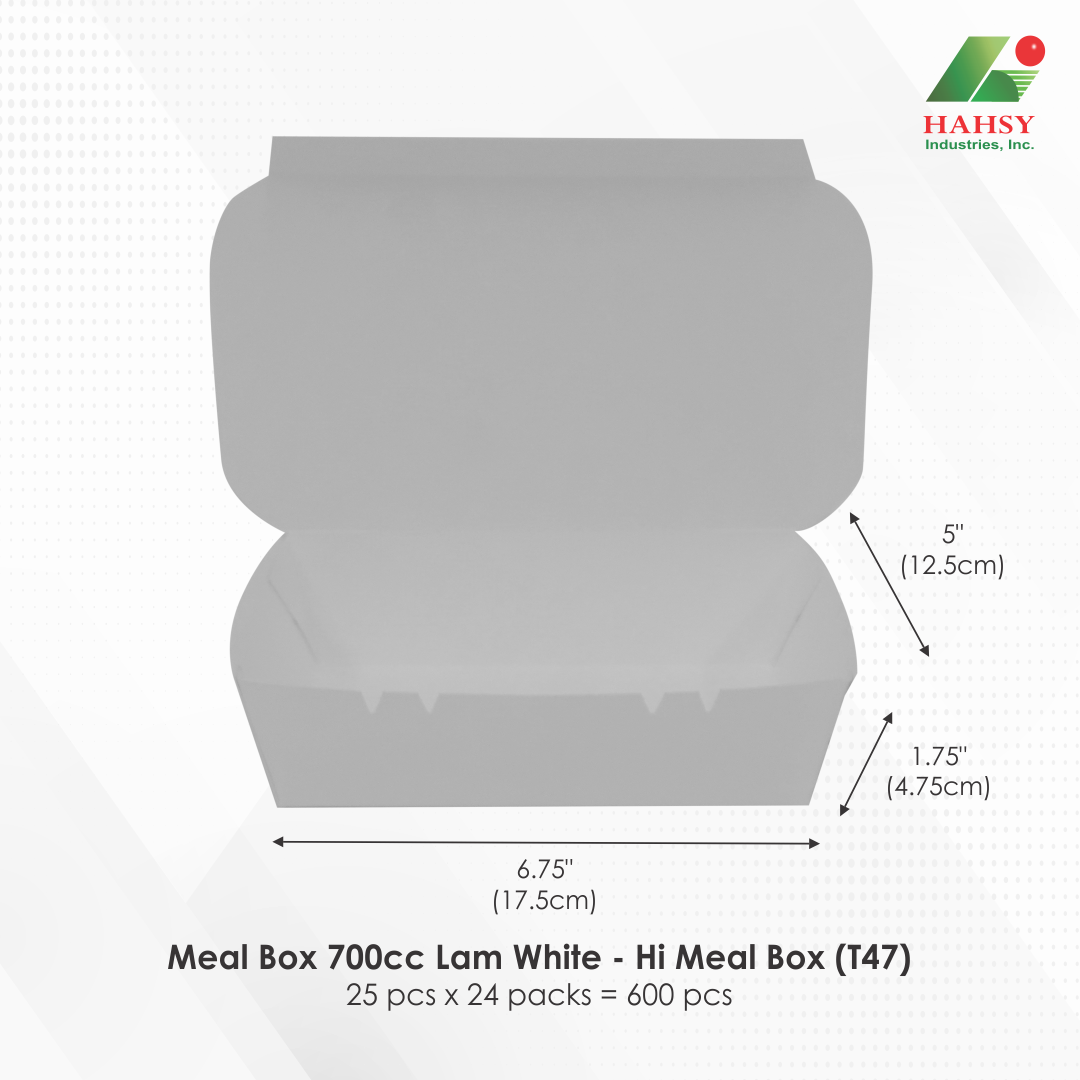 HAHSY
Industries, Inc.
5"
(12.5cm)
1.75"
(4.75cm)
6.75"
(17.5cm)
Meal Box 700cc Lam White - Hi Meal Box (T47)
25 pcs x 24 packs = 600 pcs